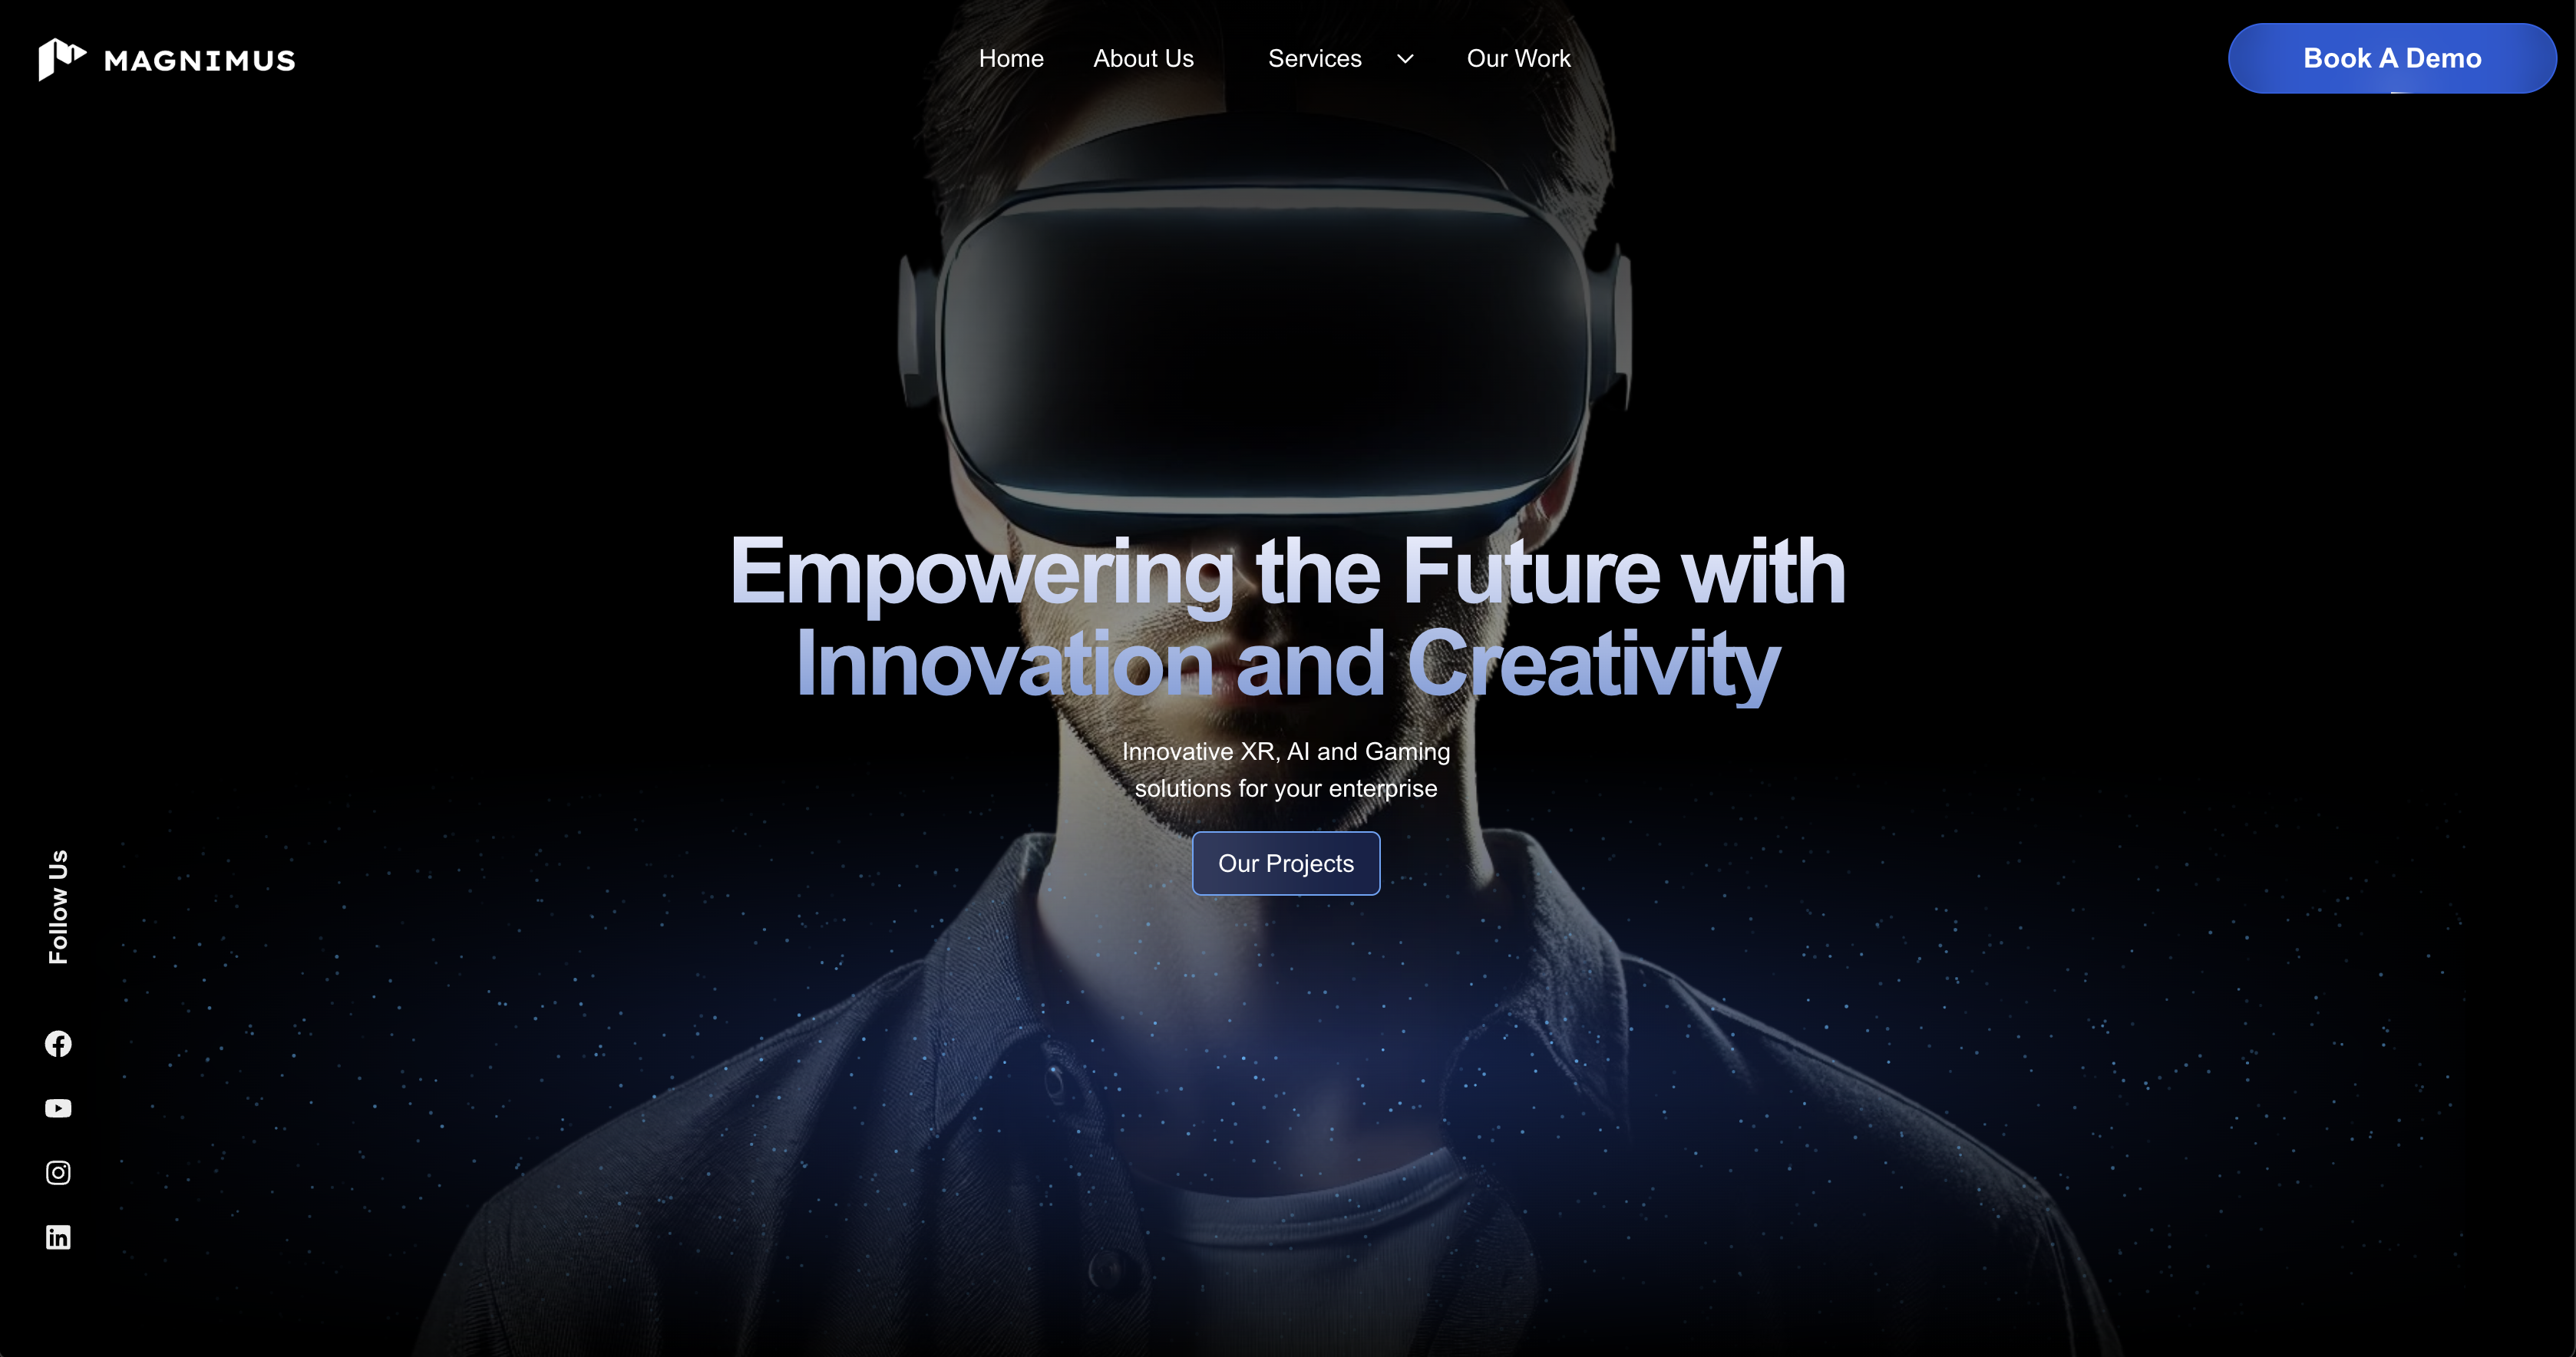 MAGNIMUS
Home
About Us
Services
Our Work
Book A Demo
Empowering the Future with
Innovation and Creativity
Innovative XR, AI and Gaming
solutions for your enterprise
Our Projects
Follow Us